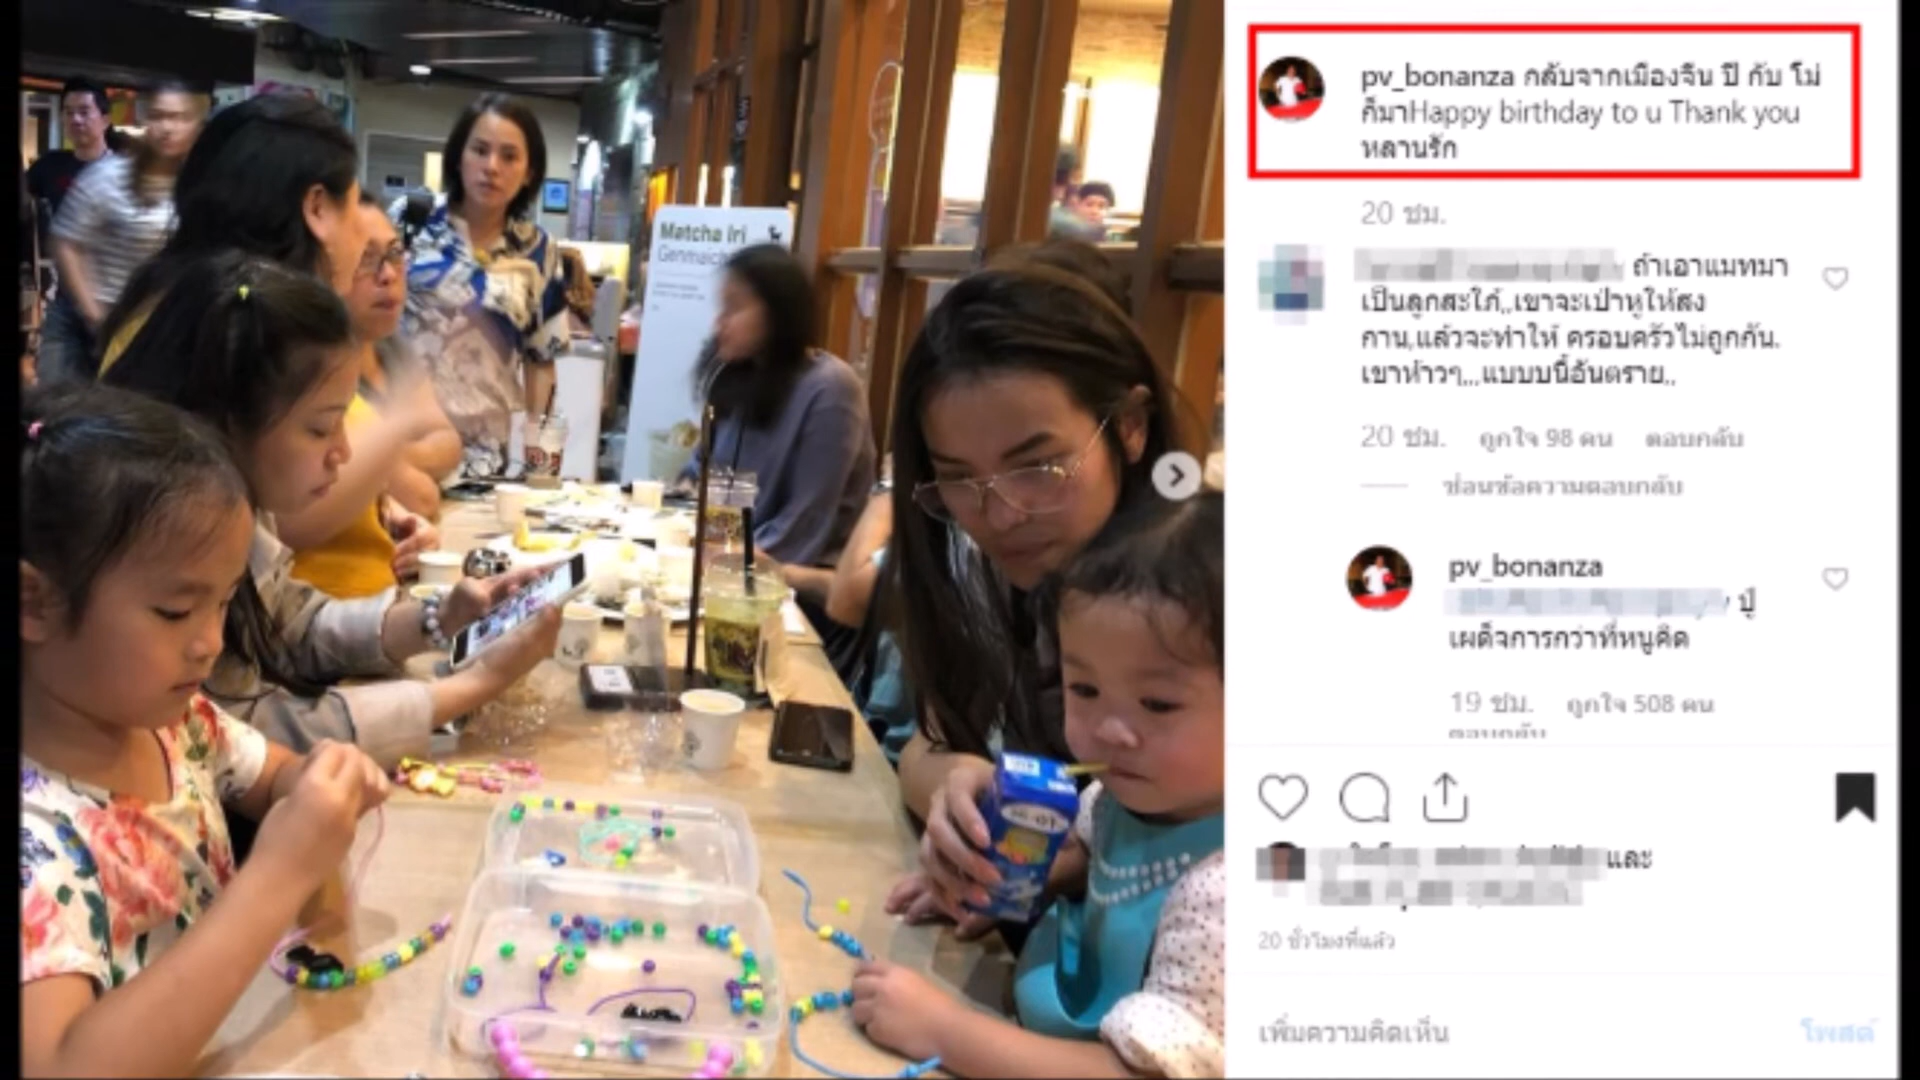 Matcha Iri
Genmaich
pv_bonanza กลับจากเมืองจีน ปี กับ โม่
ก็มาHappy birthday to u Thank you
หลานรัก
20 ชม.
ถ้าเอาแมทมา
เป็นลูกสะใภ้,,เขาจะเป่าหูให้สง
กาน,แล้วจะทำให้ ครอบครัวไม่ถูกกัน.
เขาห้าวๆ,,,แบบบนี้อันตราย,,
20 ชม. ถูกใจ 98 คน ตอบกลับ
ซ่อนข้อความตอบกลับ
pv_bonanza
ปู่
เผด็จการกว่าที่หนูคิด
19 ชม. ถูกใจ 508 คน
ตอบกลับ
และ
20 ชั่วโมงที่แล้ว
เพิ่มความคิดเห็น โพสต์